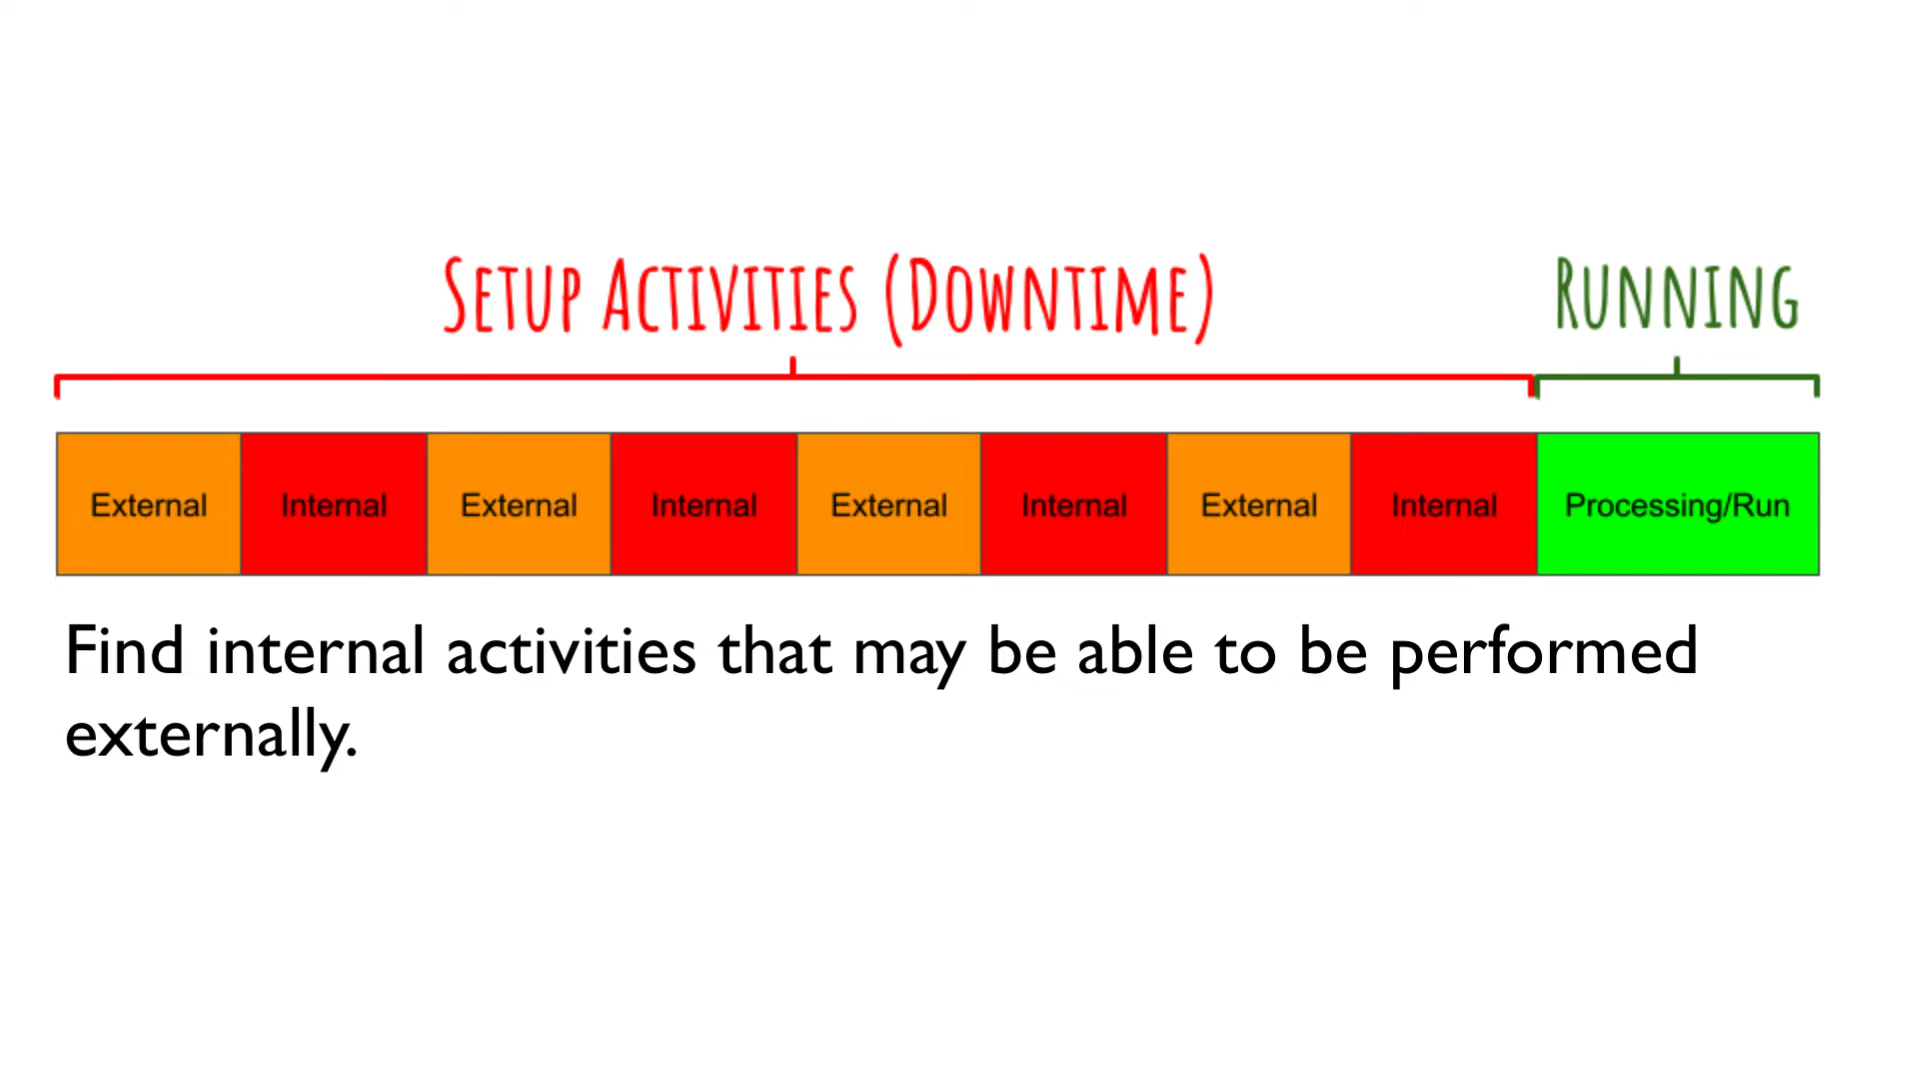 Setup Activities (Downtime) Running
External Internal External Internal External Internal External Internal Processing/Run
Find internal activities that may be able to be performed
externally.